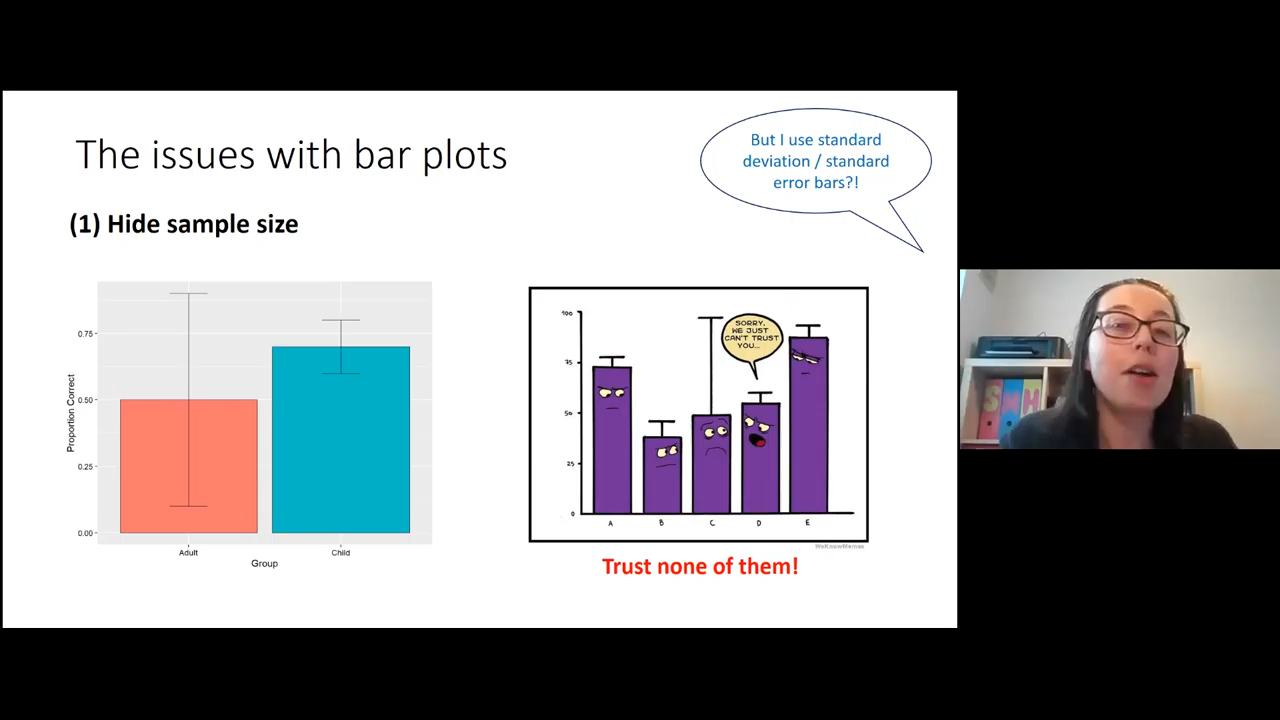 The issues with bar plots
But I use standard
deviation / standard
error bars?!
(1) Hide sample size
Proportion Correct
0.75
0.50
0.25
0.00
Adult
Child
Group
100
75
50
25
0
SORRY,
WE JUST
CAN'T TRUST
YOU...
A
B
C
D
E
WeKnowMemes
Trust none of them!